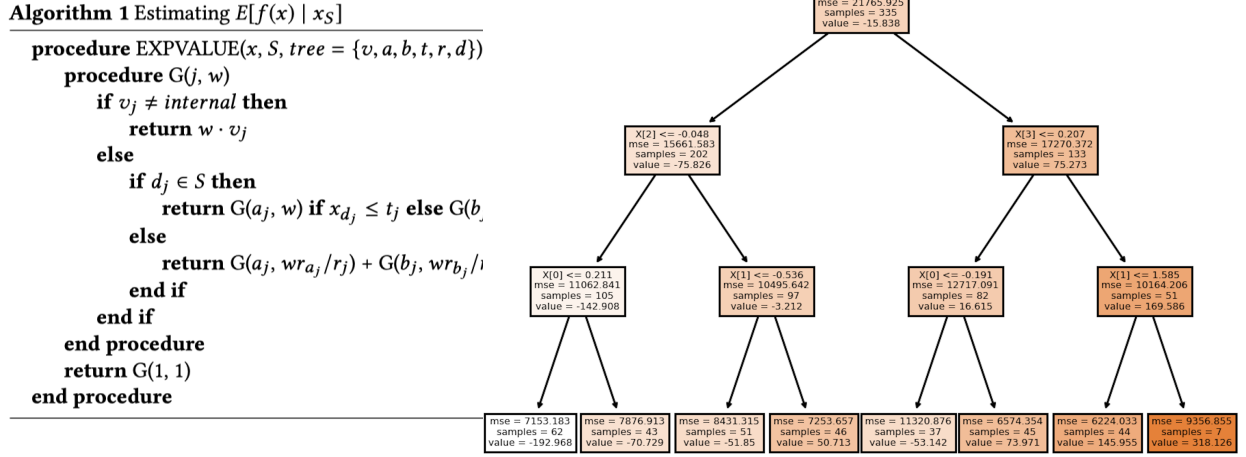 Algorithm 1 Estimating E[f(x) | x_S]
procedure EXPVALUE(x, S, tree = {v, a, b, t, r, d})
procedure G(j, w)
if v_j ≠ internal then
return w · v_j
else
if d_j ∈ S then
return G(a_j, w) if x_{d_j} ≤ t_j else G(b
else
return G(a_j, wr_{a_j}/r_j) + G(b_j, wr_{b_j}/
end if
end if
end procedure
return G(1, 1)
end procedure
mse = 21765.925
samples = 335
value = -15.838
X[2] <= -0.048
mse = 15661.583
samples = 202
value = -75.826
X[3] <= 0.207
mse = 17270.372
samples = 133
value = 75.273
X[0] <= 0.211
mse = 11062.841
samples = 105
value = -142.908
X[1] <= -0.536
mse = 10495.642
samples = 97
value = -3.212
X[0] <= -0.191
mse = 12717.091
samples = 82
value = 16.615
X[1] <= 1.585
mse = 10164.206
samples = 51
value = 169.586
mse = 7153.183
samples = 62
value = -192.968
mse = 7876.913
samples = 43
value = -70.729
mse = 8431.315
samples = 51
value = -51.85
mse = 7253.657
samples = 46
value = 50.713
mse = 11320.876
samples = 37
value = -53.142
mse = 6574.354
samples = 45
value = 73.971
mse = 6224.033
samples = 44
value = 145.955
mse = 9356.855
samples = 7
value = 318.126